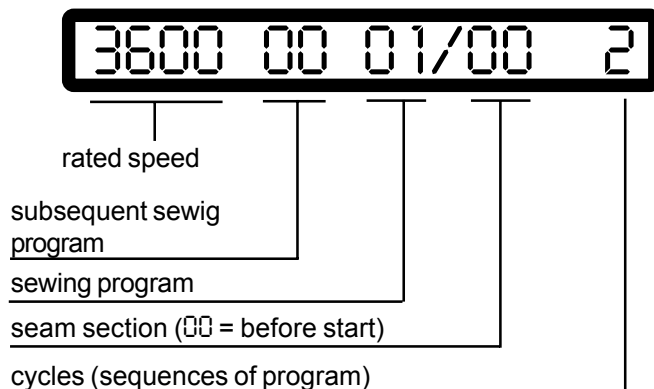 3600 00 01/00 2
rated speed
subsequent sewig
program
sewing program
seam section (00 = before start)
cycles (sequences of program)